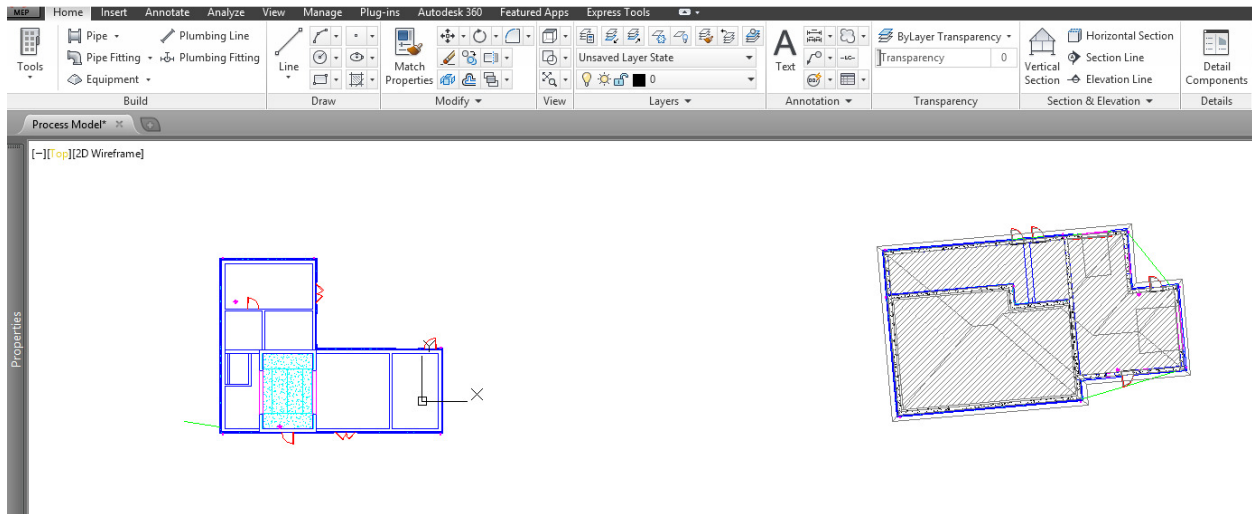 MEP Home Insert Annotate Analyze View Manage Plug-ins Autodesk 360 Featured Apps Express Tools
Pipe Plumbing Line
Pipe Fitting Plumbing Fitting
Equipment
Tools
Build
Line
Draw
Match
Properties
Modify
View
Unsaved Layer State
0
Layers
A
Text
Annotation
ByLayer Transparency
Transparency 0
Transparency
Vertical
Section
Horizontal Section
Section Line
Elevation Line
Section & Elevation
Detail
Components
Details
Process Model*
[−][Top][2D Wireframe]
Properties
Y
X